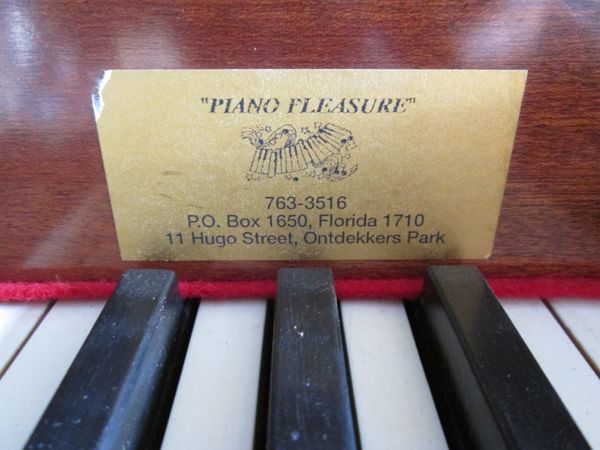 "PIANO PLEASURE"
763-3516
P.O. Box 1650, Florida 1710
11 Hugo Street, Ontdekkers Park